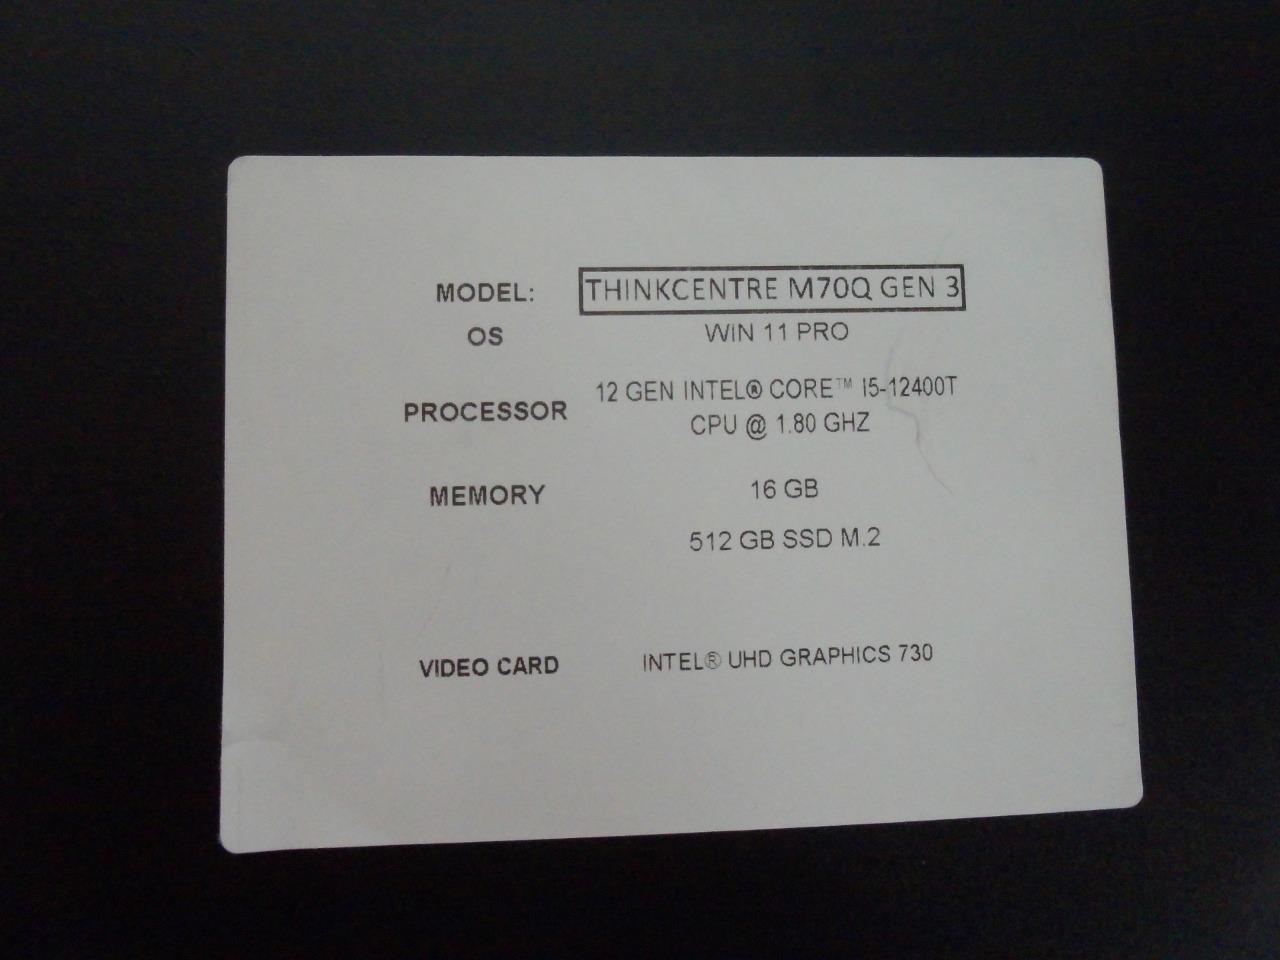 MODEL: THINKCENTRE M70Q GEN 3
OS WIN 11 PRO
PROCESSOR 12 GEN INTEL® CORE™ I5-12400T
CPU @ 1.80 GHZ
MEMORY 16 GB
512 GB SSD M.2
VIDEO CARD INTEL® UHD GRAPHICS 730